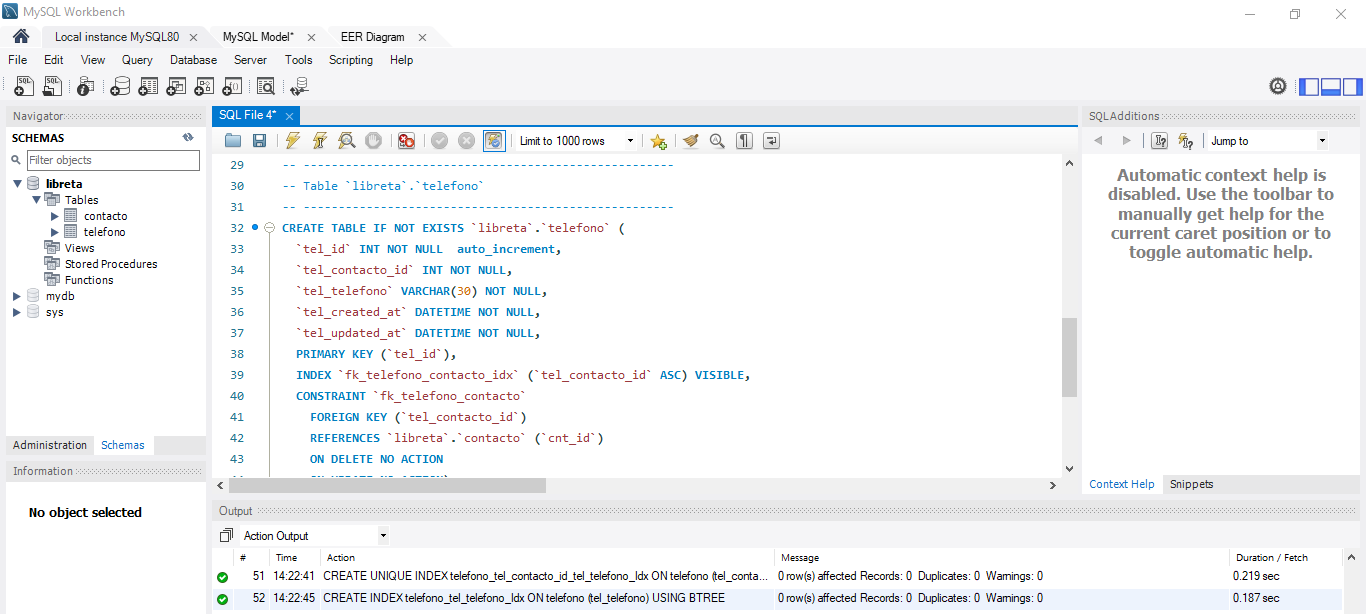 MySQL Workbench
Local instance MySQL80 MySQL Model* EER Diagram
File Edit View Query Database Server Tools Scripting Help
Navigator
SCHEMAS
Filter objects
libreta
Tables
contacto
telefono
Views
Stored Procedures
Functions
mydb
sys
Administration Schemas
Information
No object selected
SQL File 4*
Limit to 1000 rows
29 -- -----------------------------------------------------
30 -- Table `libreta`.`telefono`
31 -- -----------------------------------------------------
32 CREATE TABLE IF NOT EXISTS `libreta`.`telefono` (
33 `tel_id` INT NOT NULL  auto_increment,
34 `tel_contacto_id` INT NOT NULL,
35 `tel_telefono` VARCHAR(30) NOT NULL,
36 `tel_created_at` DATETIME NOT NULL,
37 `tel_updated_at` DATETIME NOT NULL,
38 PRIMARY KEY (`tel_id`),
39 INDEX `fk_telefono_contacto_idx` (`tel_contacto_id` ASC) VISIBLE,
40 CONSTRAINT `fk_telefono_contacto`
41 FOREIGN KEY (`tel_contacto_id`)
42 REFERENCES `libreta`.`contacto` (`cnt_id`)
43 ON DELETE NO ACTION
SQLAdditions
Jump to
Automatic context help is
disabled. Use the toolbar to
manually get help for the
current caret position or to
toggle automatic help.
Context Help Snippets
Output
Action Output
# Time Action Message Duration / Fetch
51 14:22:41 CREATE UNIQUE INDEX telefono_tel_contacto_id_tel_telefono_Idx ON telefono (tel_conta... 0 row(s) affected Records: 0  Duplicates: 0  Warnings: 0 0.219 sec
52 14:22:45 CREATE INDEX telefono_tel_telefono_Idx ON telefono (tel_telefono) USING BTREE 0 row(s) affected Records: 0  Duplicates: 0  Warnings: 0 0.187 sec